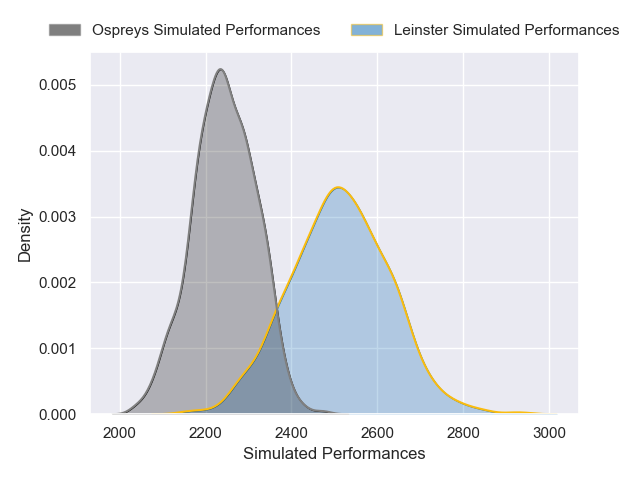 Ospreys Simulated Performances
Leinster Simulated Performances
0.005
0.004
0.003
0.002
0.001
0.000
Density
2000 2200 2400 2600 2800 3000
Simulated Performances